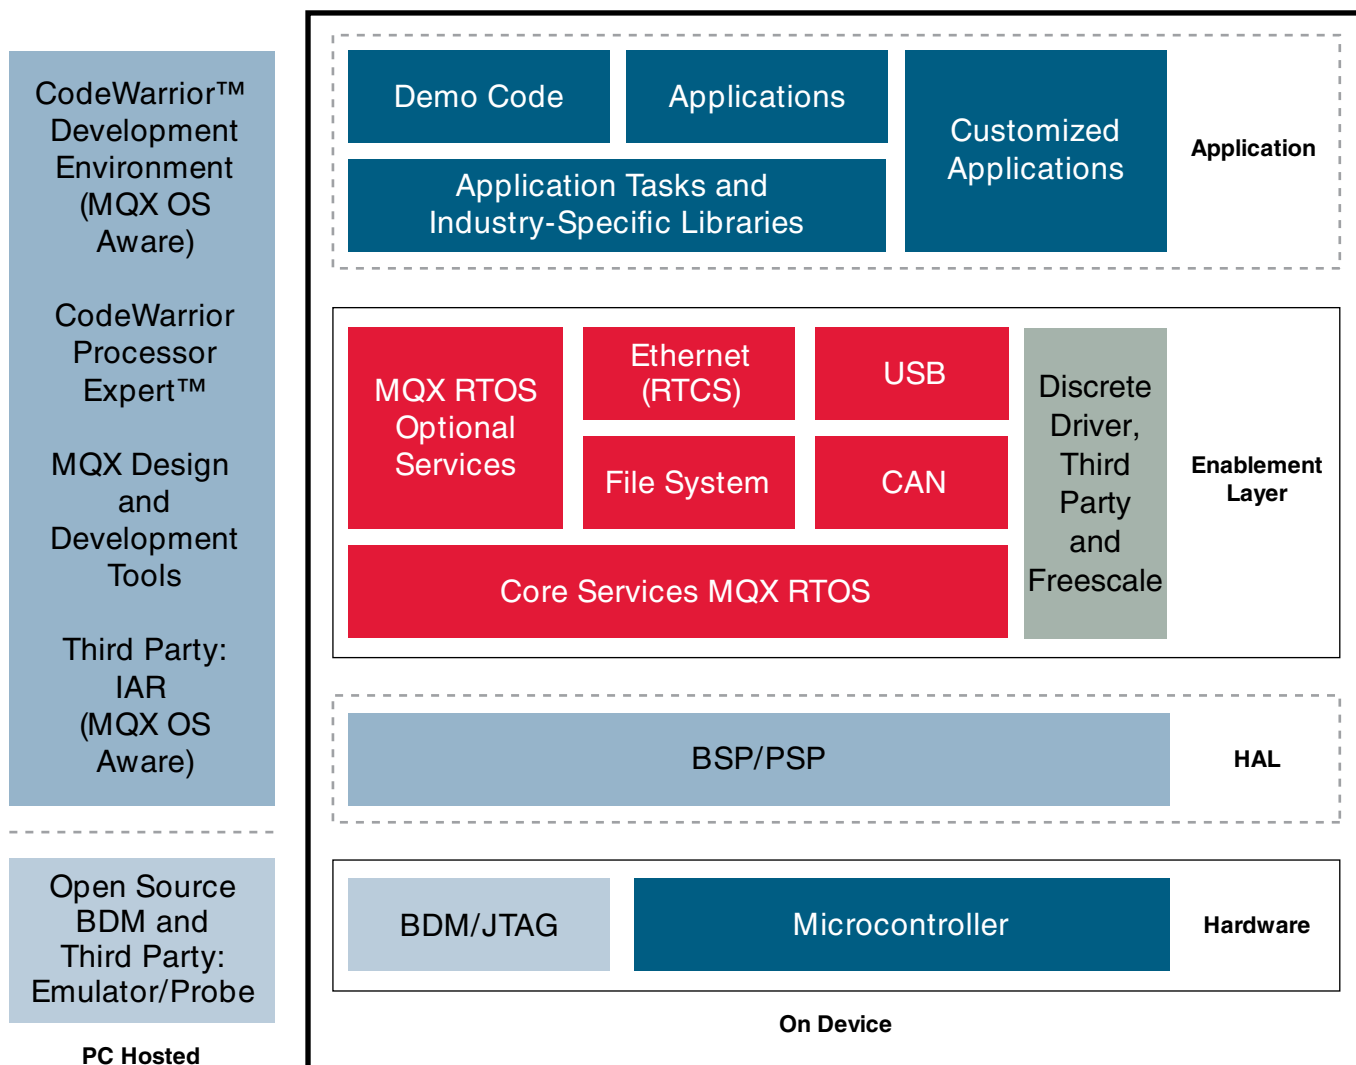 CodeWarrior™
Development
Environment
(MQX OS
Aware)
CodeWarrior
Processor
Expert™
MQX Design
and
Development
Tools
Third Party:
IAR
(MQX OS
Aware)
Open Source
BDM and
Third Party:
Emulator/Probe
PC Hosted
Demo Code
Applications
Customized
Applications
Application Tasks and
Industry-Specific Libraries
Application
MQX RTOS
Optional
Services
Ethernet
(RTCS)
USB
File System
CAN
Core Services MQX RTOS
Discrete
Driver,
Third
Party
and
Freescale
Enablement
Layer
BSP/PSP
HAL
BDM/JTAG
Microcontroller
Hardware
On Device